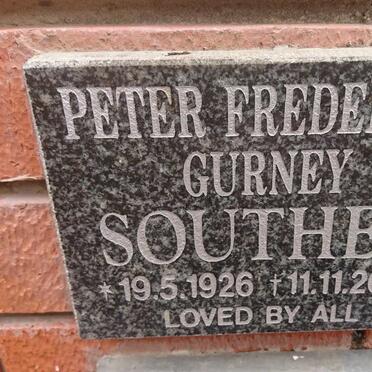 PETER FREDE
GURNEY
SOUTHE
*19.5.1926 †11.11.20
LOVED BY ALL